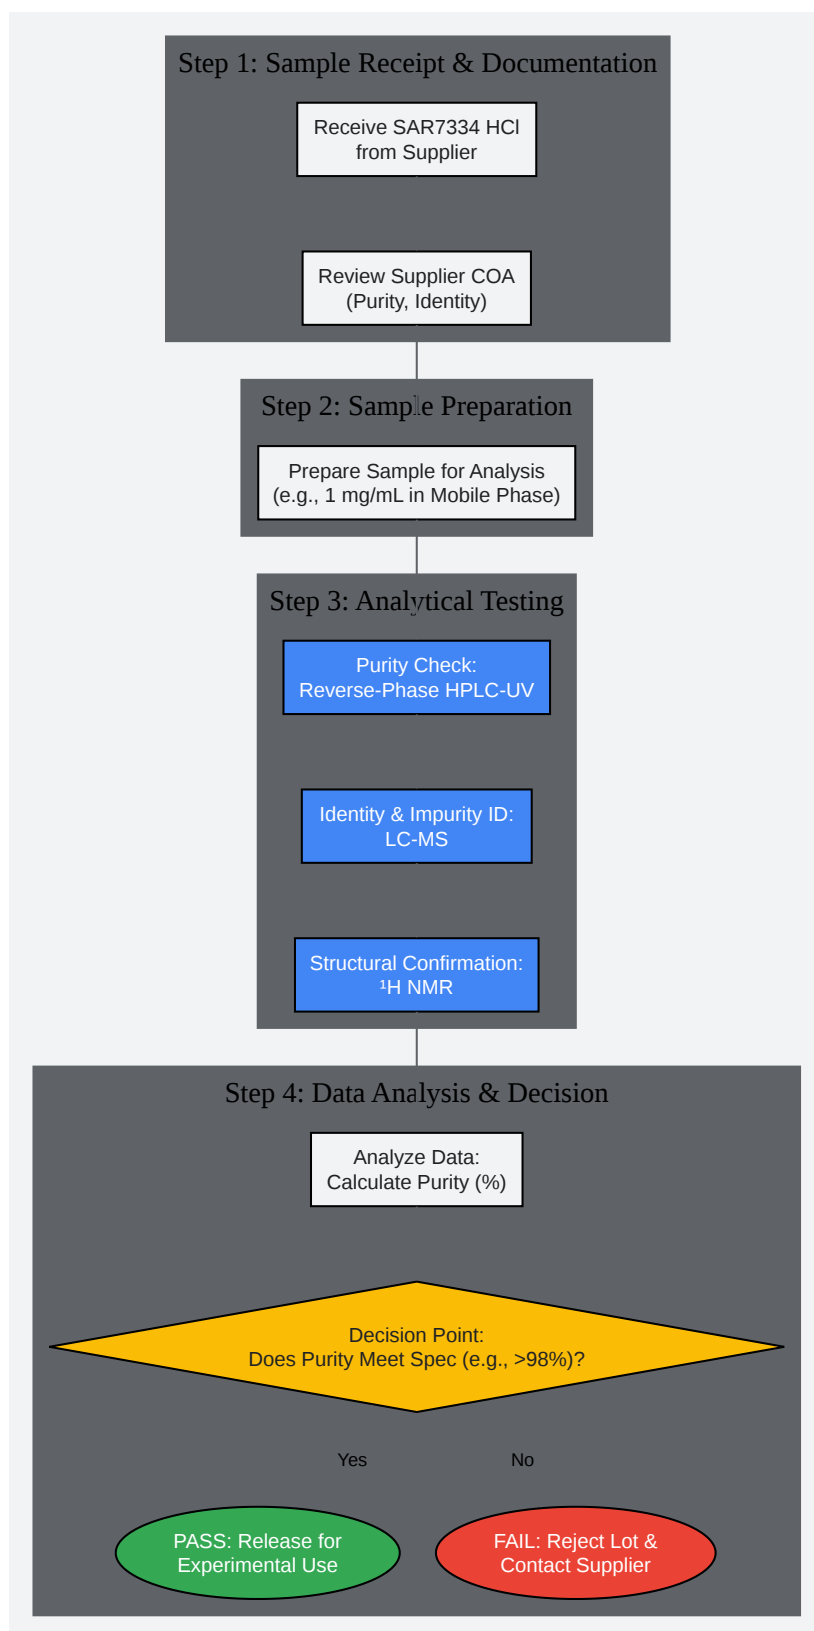 Step 1: Sample Receipt & Documentation
Receive SAR7334 HCl
from Supplier
Review Supplier COA
(Purity, Identity)
Step 2: Sample Preparation
Prepare Sample for Analysis
(e.g., 1 mg/mL in Mobile Phase)
Step 3: Analytical Testing
Purity Check:
Reverse-Phase HPLC-UV
Identity & Impurity ID:
LC-MS
Structural Confirmation:
¹H NMR
Step 4: Data Analysis & Decision
Analyze Data:
Calculate Purity (%)
Decision Point:
Does Purity Meet Spec (e.g., >98%)?
Yes
No
PASS: Release for
Experimental Use
FAIL: Reject Lot &
Contact Supplier